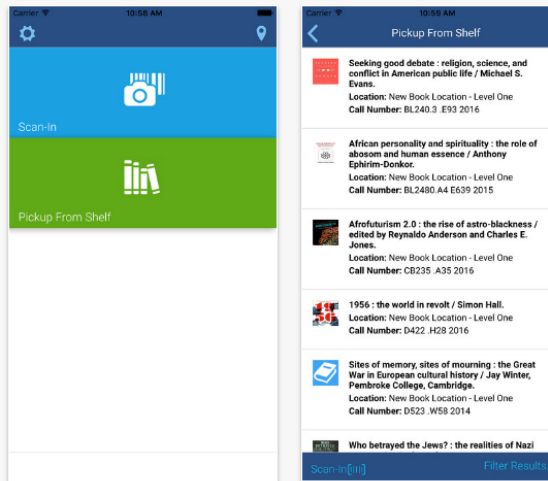 Carrier 10:58 AM
Scan-In
Pickup From Shelf
Carrier 10:59 AM
Pickup From Shelf
Seeking good debate : religion, science, and
conflict in American public life / Michael S.
Evans.
Location: New Book Location - Level One
Call Number: BL240.3 .E93 2016
African personality and spirituality : the role of
abosom and human essence / Anthony
Ephirim-Donkor.
Location: New Book Location - Level One
Call Number: BL2480.A4 E639 2015
Afrofuturism 2.0 : the rise of astro-blackness /
edited by Reynaldo Anderson and Charles E.
Jones.
Location: New Book Location - Level One
Call Number: CB235 .A35 2016
1956 : the world in revolt / Simon Hall.
Location: New Book Location - Level One
Call Number: D422 .H28 2016
Sites of memory, sites of mourning : the Great
War in European cultural history / Jay Winter,
Pembroke College, Cambridge.
Location: New Book Location - Level One
Call Number: D523 .W58 2014
Who betrayed the Jews? : the realities of Nazi
Scan-In
Filter Results